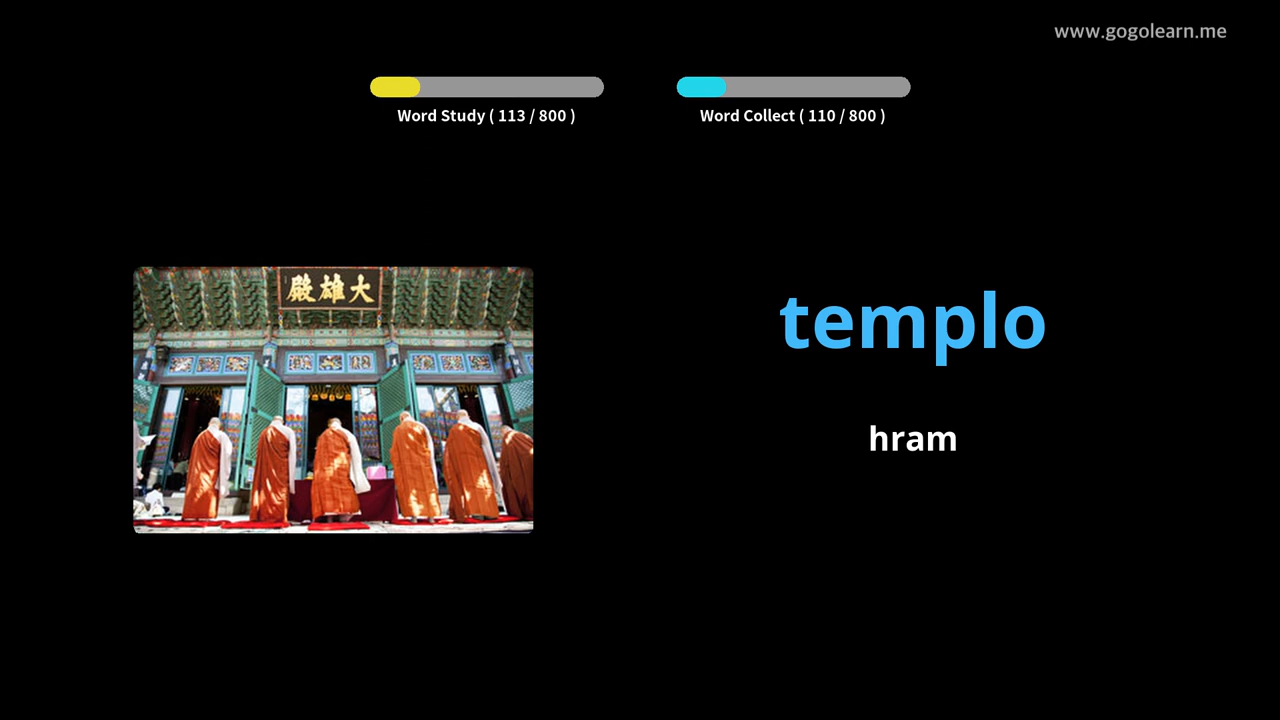 www.gogolearn.me
Word Study ( 113 / 800 )
Word Collect ( 110 / 800 )
殿雄大
templo
hram